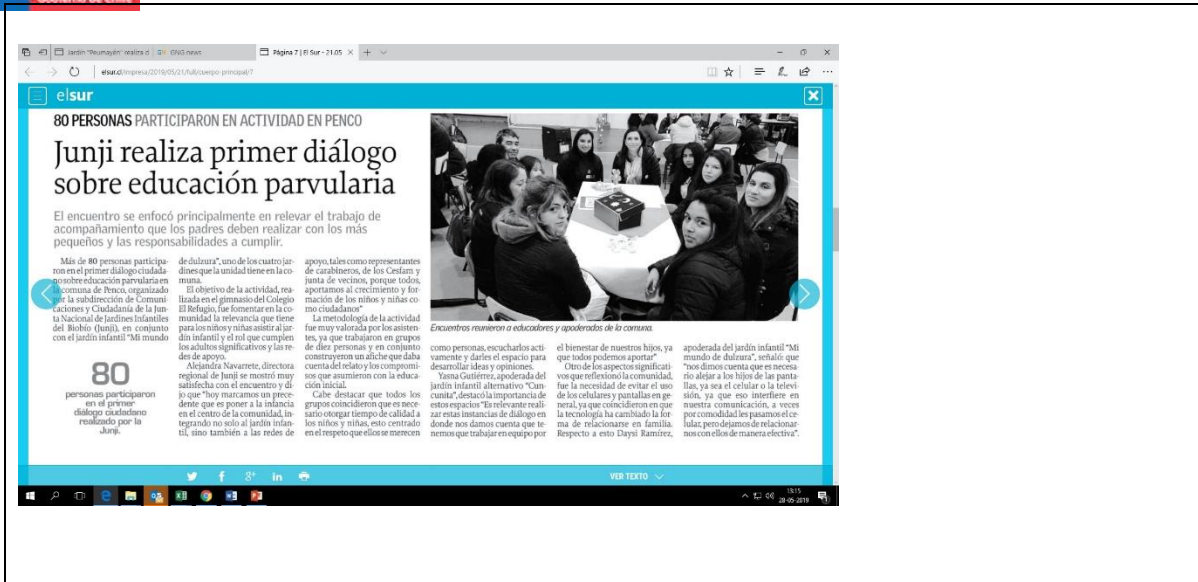 Jardín "Peumayén" realiza d
GNG news
Página 7 | El Sur - 21.05
elsur.cl/impresa/2019/05/21/full/cuerpo-principal/7
elsur
80 PERSONAS PARTICIPARON EN ACTIVIDAD EN PENCO
Junji realiza primer diálogo
sobre educación parvularia
El encuentro se enfocó principalmente en relevar el trabajo de
acompañamiento que los padres deben realizar con los más
pequeños y las responsabilidades a cumplir.
Más de 80 personas participa-
ron en el primer diálogo ciudada-
no sobre educación parvularia en
la comuna de Penco, organizado
por la subdirección de Comuni-
caciones y Ciudadanía de la Jun-
ta Nacional de Jardines Infantiles
del Biobío (Junji), en conjunto
con el jardín infantil "Mi mundo
80
personas participaron
en el primer
diálogo ciudadano
realizado por la
Junji.
de dulzura", uno de los cuatro jar-
dines que la unidad tiene en la co-
muna.
El objetivo de la actividad, rea-
lizada en el gimnasio del Colegio
El Refugio, fue fomentar en la co-
munidad la relevancia que tiene
para los niños y niñas asistir al jar-
dín infantil y el rol que cumplen
los adultos significativos y las re-
des de apoyo.
Alejandra Navarrete, directora
regional de Junji se mostró muy
satisfecha con el encuentro y di-
jo que "hoy marcamos un prece-
dente que es poner a la infancia
en el centro de la comunidad, in-
tegrando no solo al jardín infan-
til, sino también a las redes de
apoyo, tales como representantes
de carabineros, de los Cesfam y
junta de vecinos, porque todos,
aportamos al crecimiento y for-
mación de los niños y niñas co-
mo ciudadanos"
La metodología de la actividad
fue muy valorada por los asisten-
tes, ya que trabajaron en grupos
de diez personas y en conjunto
construyeron un afiche que daba
cuenta del relato y los compromi-
sos que asumieron con la educa-
ción inicial.
Cabe destacar que todos los
grupos coincidieron que es nece-
sario otorgar tiempo de calidad a
los niños y niñas, esto centrado
en el respeto que ellos se merecen
Encuentros reunieron a educadores y apoderados de la comuna.
como personas, escucharlos acti-
vamente y darles el espacio para
desarrollar ideas y opiniones.
Yasna Gutiérrez, apoderada del
jardín infantil alternativo "Cun-
cunita", destacó la importancia de
estos espacios "Es relevante reali-
zar estas instancias de diálogo en
donde nos damos cuenta que te-
nemos que trabajar en equipo por
el bienestar de nuestros hijos, ya
que todos podemos aportar"
Otro de los aspectos significati-
vos que reflexionó la comunidad,
fue la necesidad de evitar el uso
de los celulares y pantallas en ge-
neral, ya que coincidieron en que
la tecnología ha cambiado la for-
ma de relacionarse en familia.
Respecto a esto Daysi Ramírez,
apoderada del jardín infantil "Mi
mundo de dulzura", señaló: que
"nos dimos cuenta que es necesa-
rio alejar a los hijos de las panta-
llas, ya sea el celular o la televi-
sión, ya que eso interfiere en
nuestra comunicación, a veces
por comodidad les pasamos el ce-
lular, pero dejamos de relacionar-
nos con ellos de manera efectiva".
VER TEXTO
28-05-2019